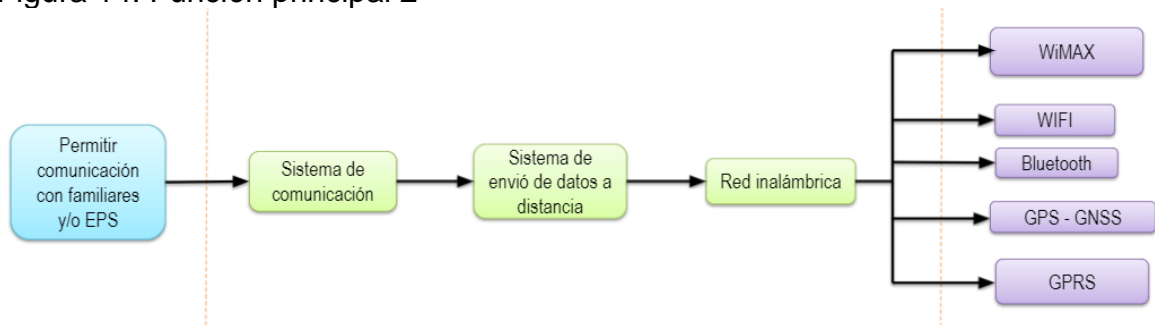 Figura Función principal 2
Permitir
comunicación
con familiares
y/o EPS
Sistema de
comunicación
Sistema de
envió de datos a
distancia
Red inalámbrica
WiMAX
WIFI
Bluetooth
GPS - GNSS
GPRS